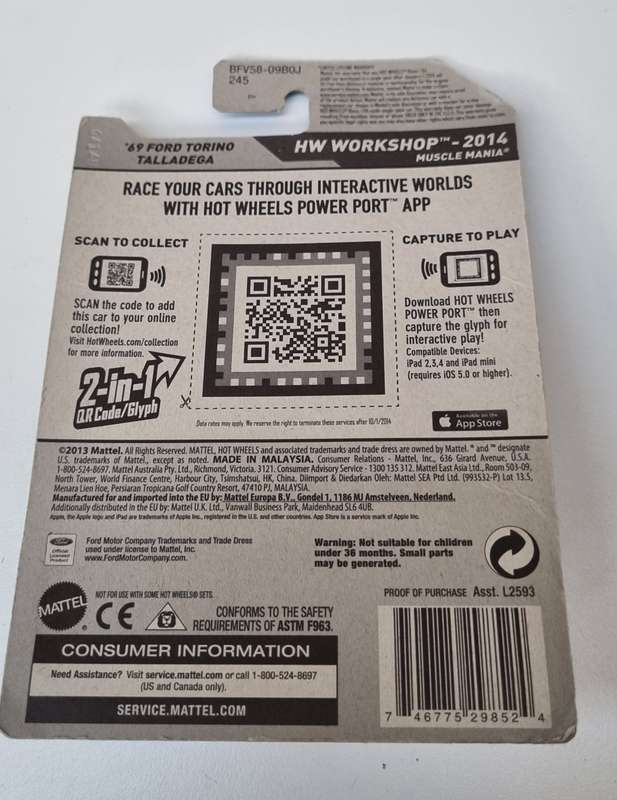 BFV58-09B0J
245
'69 FORD TORINO
TALLADEGA
HW WORKSHOP™ - 2014
MUSCLE MANIA®
RACE YOUR CARS THROUGH INTERACTIVE WORLDS
WITH HOT WHEELS POWER PORT™ APP
SCAN TO COLLECT
SCAN the code to add
this car to your online
collection!
Visit HotWheels.com/collection
for more information.
2-in-1
QR Code/Glyph
CAPTURE TO PLAY
Download HOT WHEELS
POWER PORT™ then
capture the glyph for
interactive play!
Compatible Devices:
iPad 2,3,4 and iPad mini
(requires iOS 5.0 or higher).
Available on the
App Store
Data rates may apply. We reserve the right to terminate these services after 10/1/2014
©2013 Mattel. All Rights Reserved. MATTEL, HOT WHEELS and associated trademarks and trade dress are owned by Mattel. ® and ™ designate
U.S. trademarks of Mattel, except as noted. MADE IN MALAYSIA. Consumer Relations - Mattel, Inc., 636 Girard Avenue, U.S.A.
1-800-524-8697. Mattel Australia Pty. Ltd., Richmond, Victoria. 3121. Consumer Advisory Service - 1300 135 312. Mattel East Asia Ltd., Room 503-09,
North Tower, World Finance Centre, Harbour City, Tsimshatsui, HK, China. Diimport & Diedarkan Oleh: Mattel SEA Ptd Ltd. (993532-P) Lot 13.5,
Menara Lien Hoe, Persiaran Tropicana Golf Country Resort, 47410 PJ, MALAYSIA.
Manufactured for and imported into the EU by: Mattel Europa B.V., Gondel 1, 1186 MJ Amstelveen, Nederland.
Additionally distributed in the EU by: Mattel U.K. Ltd., Vanwall Business Park, Maidenhead SL6 4UB.
Apple, the Apple logo and iPad are trademarks of Apple Inc., registered in the U.S. and other countries. App Store is a service mark of Apple Inc.
Ford
Official
Licensed
Product
Ford Motor Company Trademarks and Trade Dress
used under license to Mattel, Inc.
www.FordMotorCompany.com
Warning: Not suitable for children
under 36 months. Small parts
may be generated.
MATTEL
NOT FOR USE WITH SOME HOT WHEELS® SETS.
CE
CONFORMS TO THE SAFETY
REQUIREMENTS OF ASTM F963.
PROOF OF PURCHASE Asst. L2593
CONSUMER INFORMATION
Need Assistance? Visit service.mattel.com or call 1-800-524-8697
(US and Canada only).
SERVICE.MATTEL.COM
7 46775 29852 4